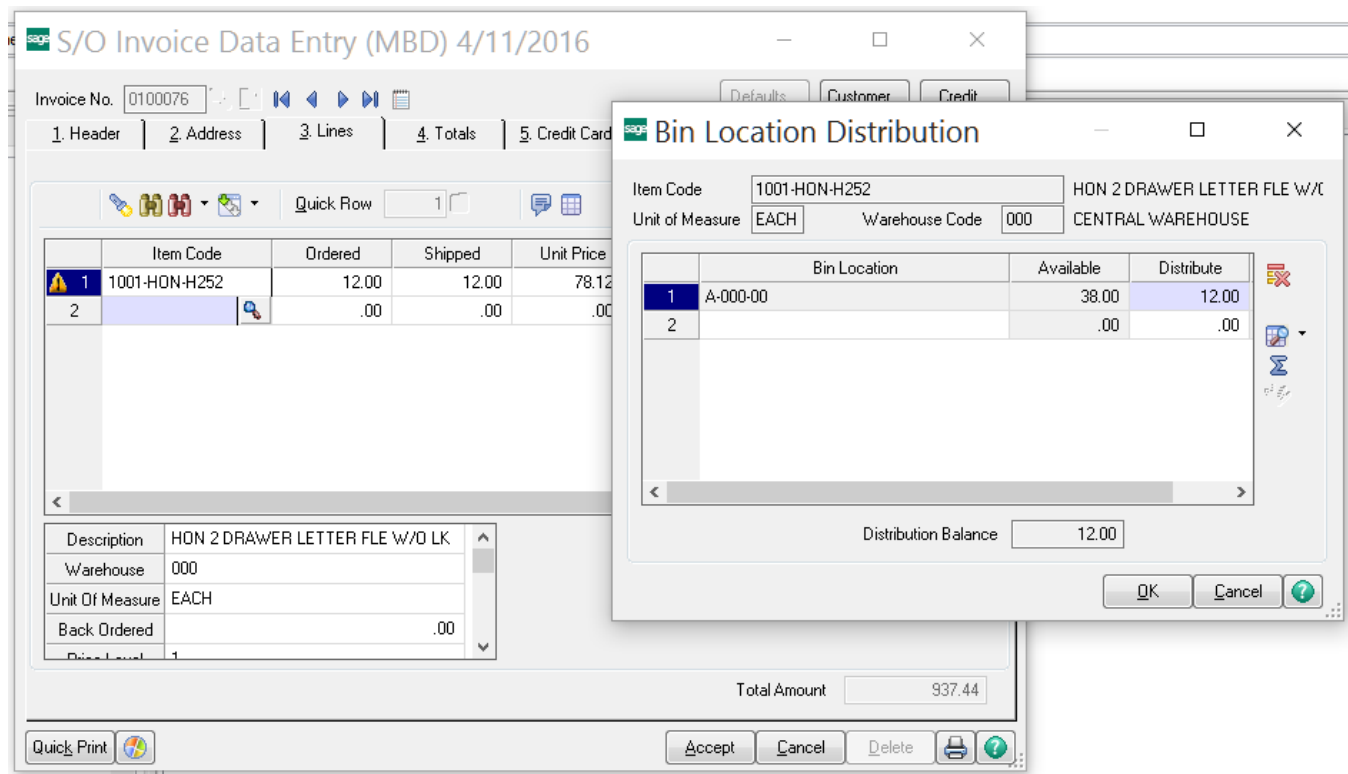 sage S/O Invoice Data Entry (MBD) 4/11/2016
Invoice No. 0100076
Defaults Customer Credit
1. Header 2. Address 3. Lines 4. Totals 5. Credit Card
Quick Row 1
Item Code Ordered Shipped Unit Price
1 1001-HON-H252 12.00 12.00 78.12
2 .00 .00 .00
Description HON 2 DRAWER LETTER FLE W/O LK
Warehouse 000
Unit Of Measure EACH
Back Ordered .00
Price Level 1
Total Amount 937.44
Quick Print Accept Cancel Delete
sage Bin Location Distribution
Item Code 1001-HON-H252 HON 2 DRAWER LETTER FLE W/
Unit of Measure EACH Warehouse Code 000 CENTRAL WAREHOUSE
Bin Location Available Distribute
1 A-000-00 38.00 12.00
2 .00 .00
Distribution Balance 12.00
OK Cancel